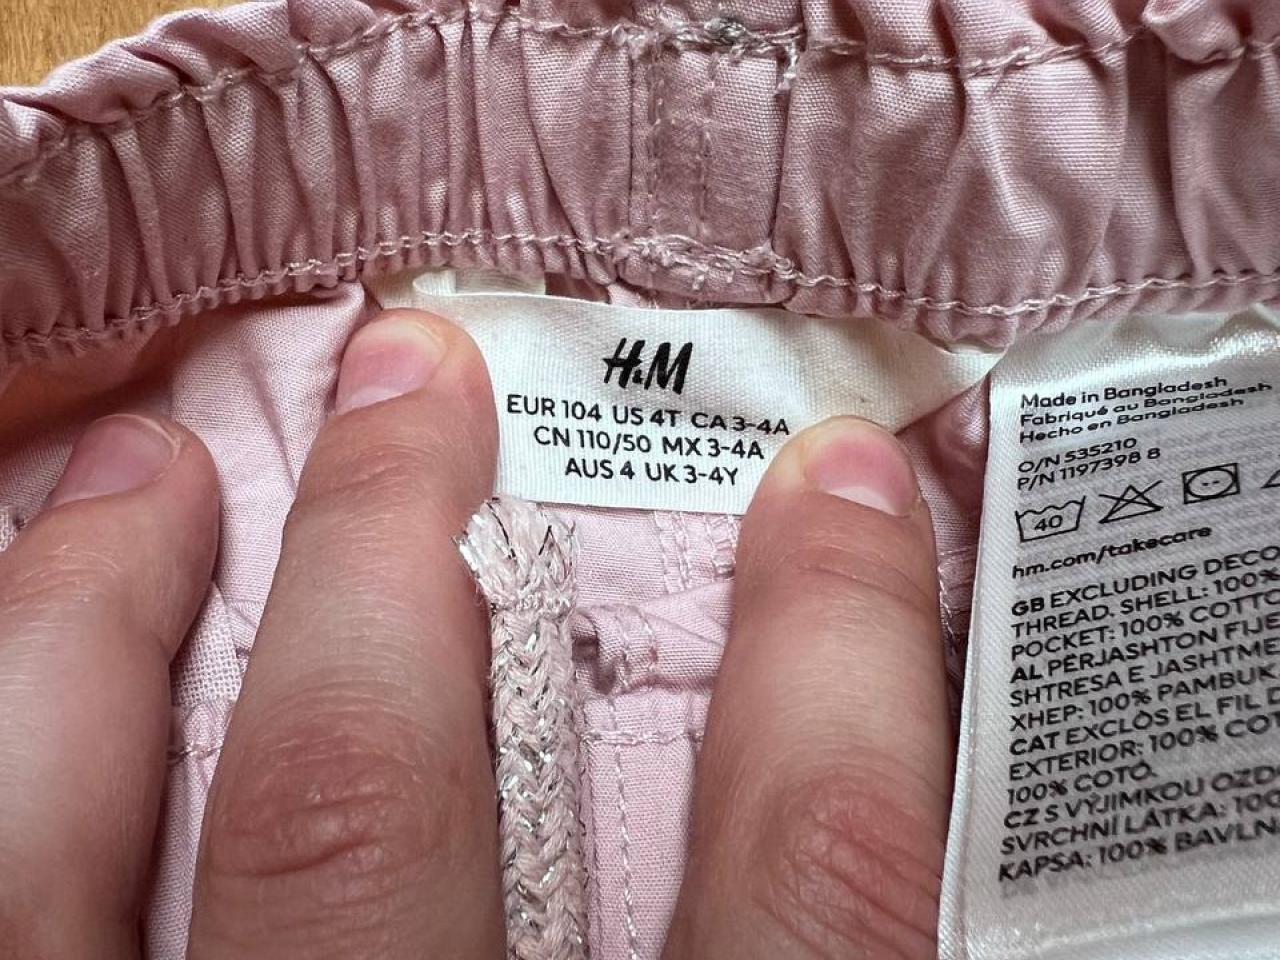 H&M
EUR 104 US 4T CA 3-4A
CN 110/50 MX 3-4A
AUS 4 UK 3-4Y
Made in Bangladesh
Fabriqué au Bangladesh
Hecho en Bangladesh
O/N 535210
P/N 1197398 8
40
hm.com/takecare
GB EXCLUDING DECO
THREAD. SHELL: 100%
POCKET: 100% COTTO
AL PËRJASHTON FIJE
SHTRESA E JASHTME
XHEP: 100% PAMBUK
CAT EXCLÒS EL FIL D
EXTERIOR: 100% CO
100% COTÓ.
CZ S VÝJIMKOU OZD
SVRCHNÍ LÁTKA: 100
KAPSA: 100% BAVLN